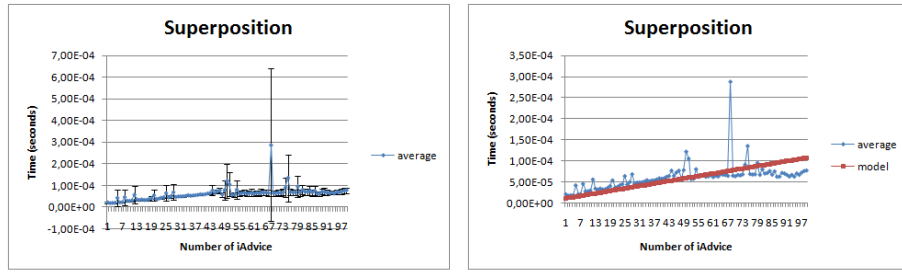 Superposition
7,00E-04
6,00E-04
5,00E-04
4,00E-04
3,00E-04
2,00E-04
1,00E-04
0,00E+00
-1,00E-04
Time (seconds)
1 7 13 19 25 29 37 43 49 55 61 67 73 79 85 91 97
Number of iAdvice
average
Superposition
3,50E-04
3,00E-04
2,50E-04
2,00E-04
1,50E-04
1,00E-04
5,00E-05
0,00E+00
Time (seconds)
1 7 13 19 25 31 37 43 49 55 61 67 73 79 85 91 97
Number of iAdvice
average
model